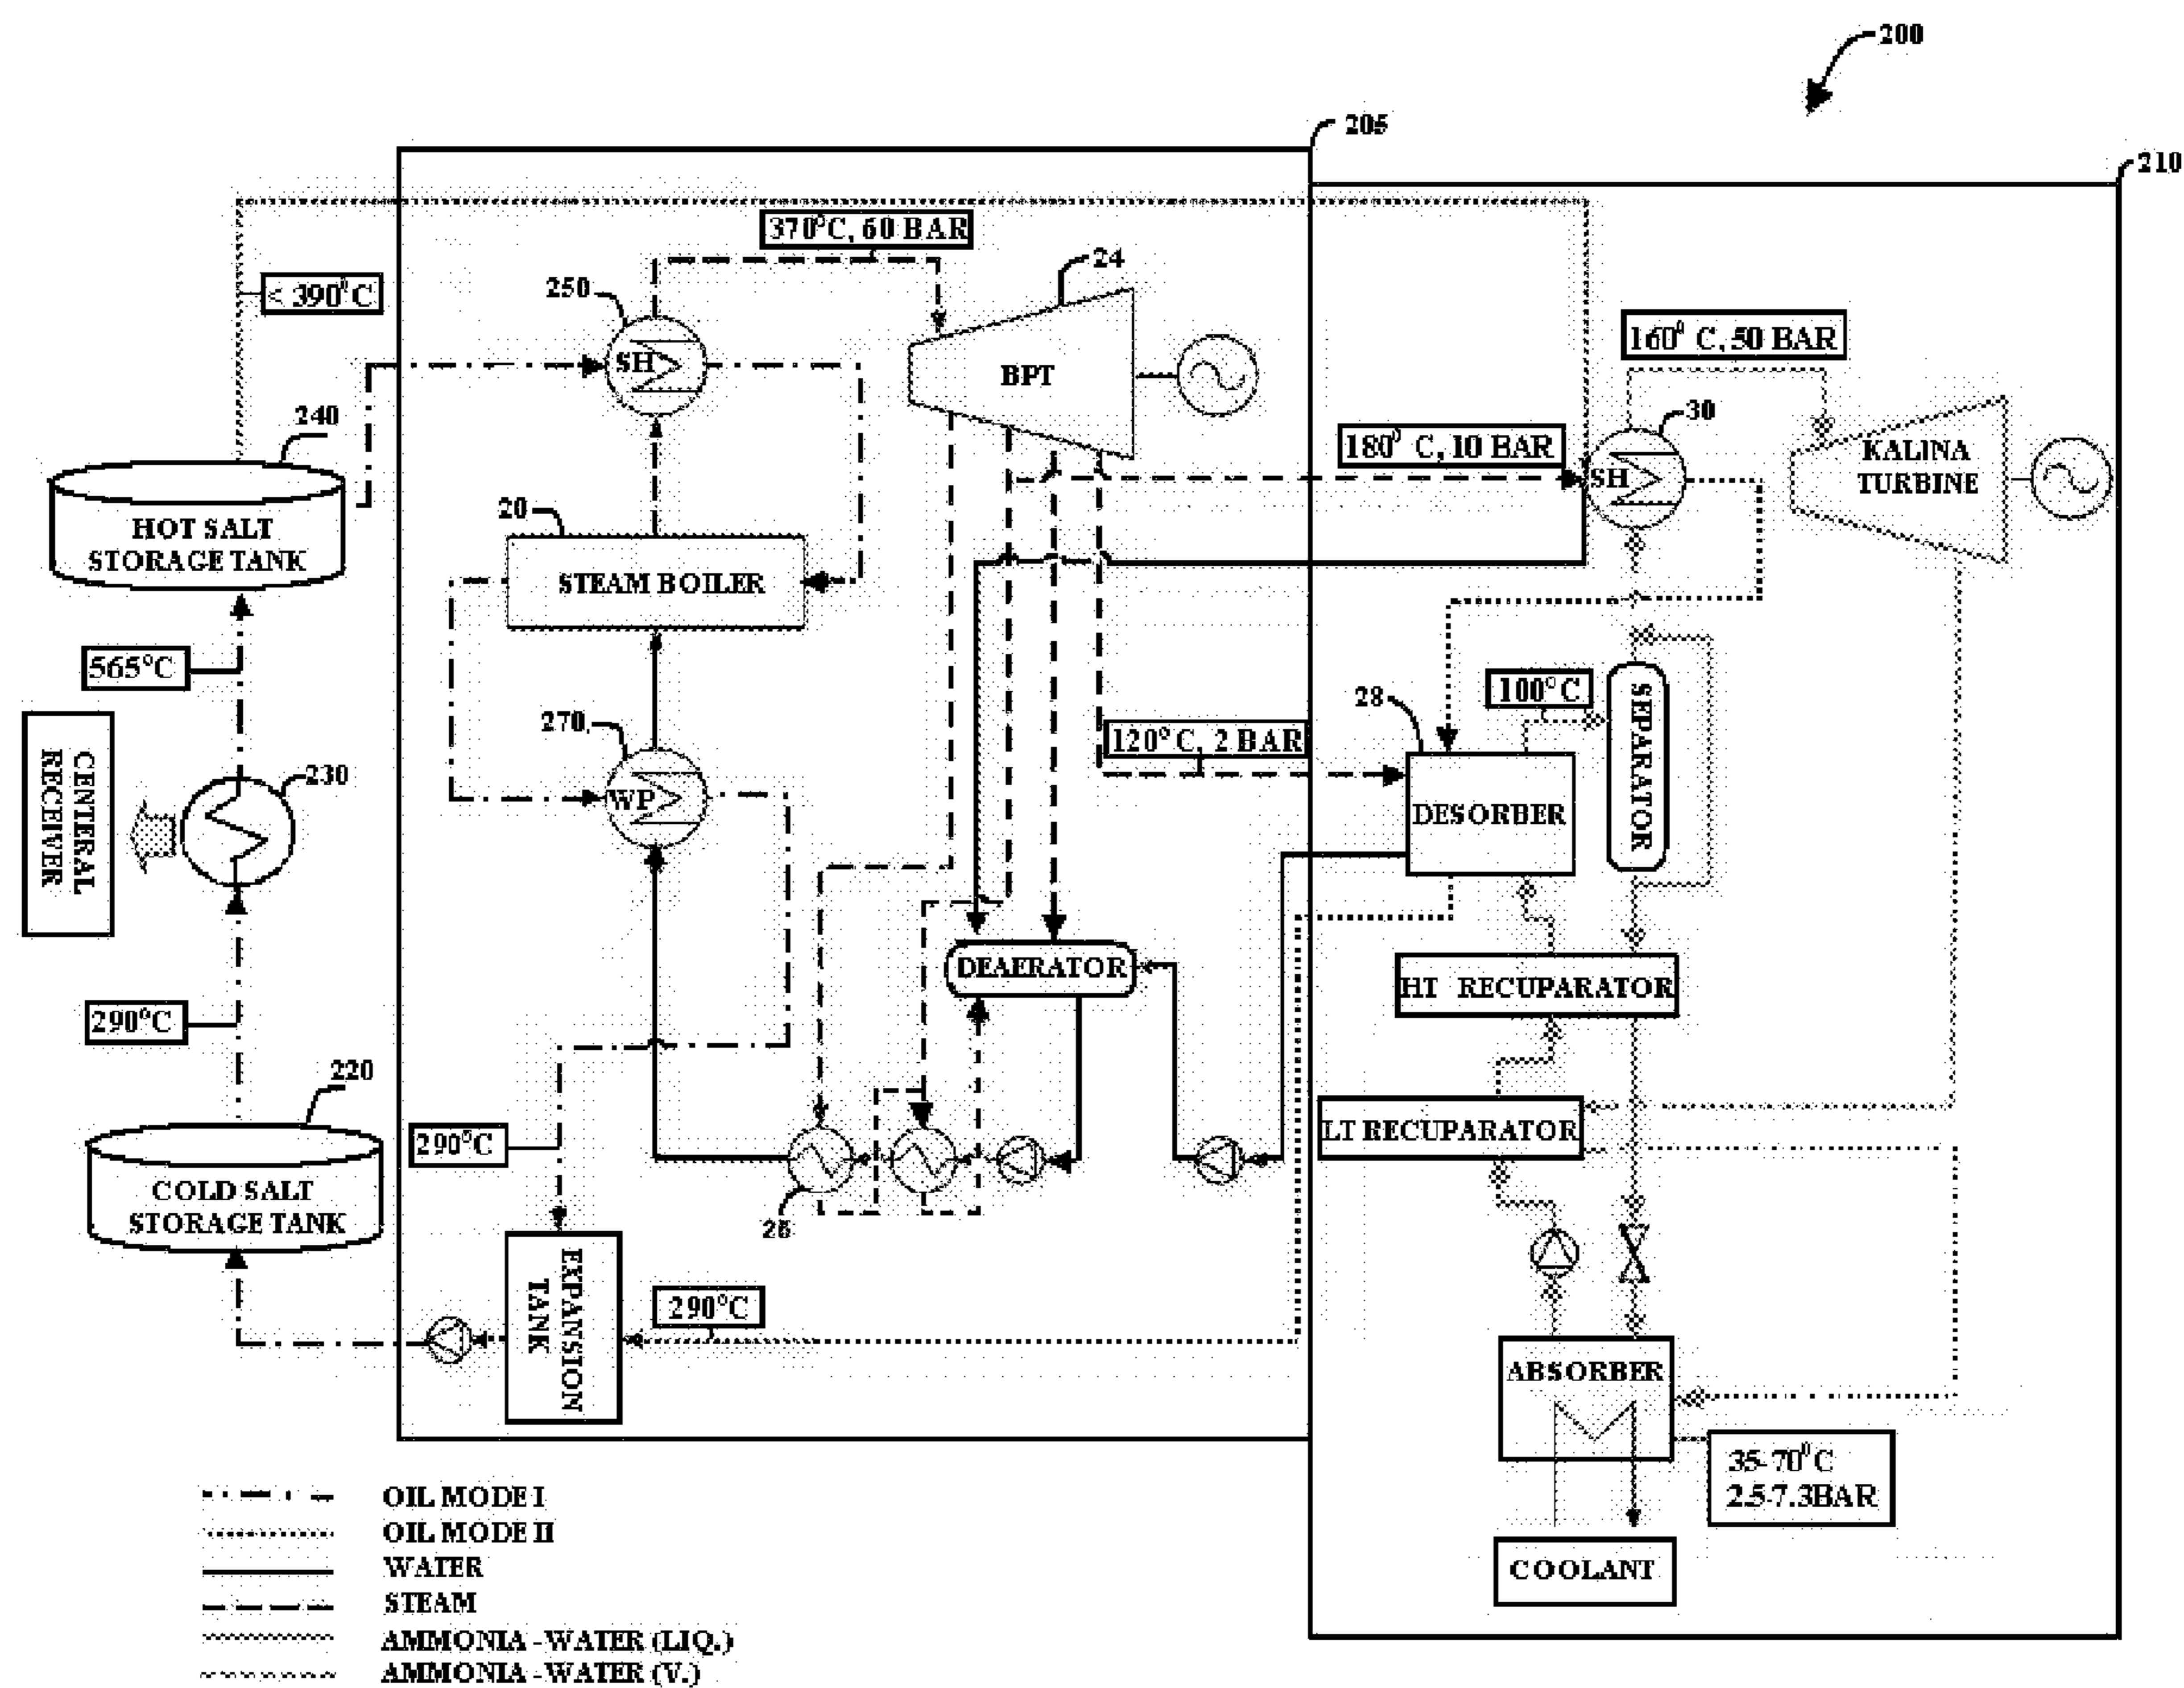 200
205
210
370°C, 60 BAR
24
< 390°C
250
SH
BPT
160° C, 50 BAR
240
180° C, 10 BAR
30
SH
KALINA
TURBINE
HOT SALT
STORAGE TANK
20
STEAM BOILER
565°C
100°C
28
SEPARATOR
270
120°C, 2 BAR
CENTERAL
RECEIVER
230
WP
DESORBER
DEAERATOR
HT RECUPARATOR
290°C
220
290°C
LT RECUPARATOR
COLD SALT
STORAGE TANK
26
EXPANSION
TANK
290°C
ABSORBER
35-70°C
2.5-7.3BAR
COOLANT
OIL MODE I
OIL MODE II
WATER
STEAM
AMMONIA -WATER (LIQ.)
AMMONIA -WATER (V.)